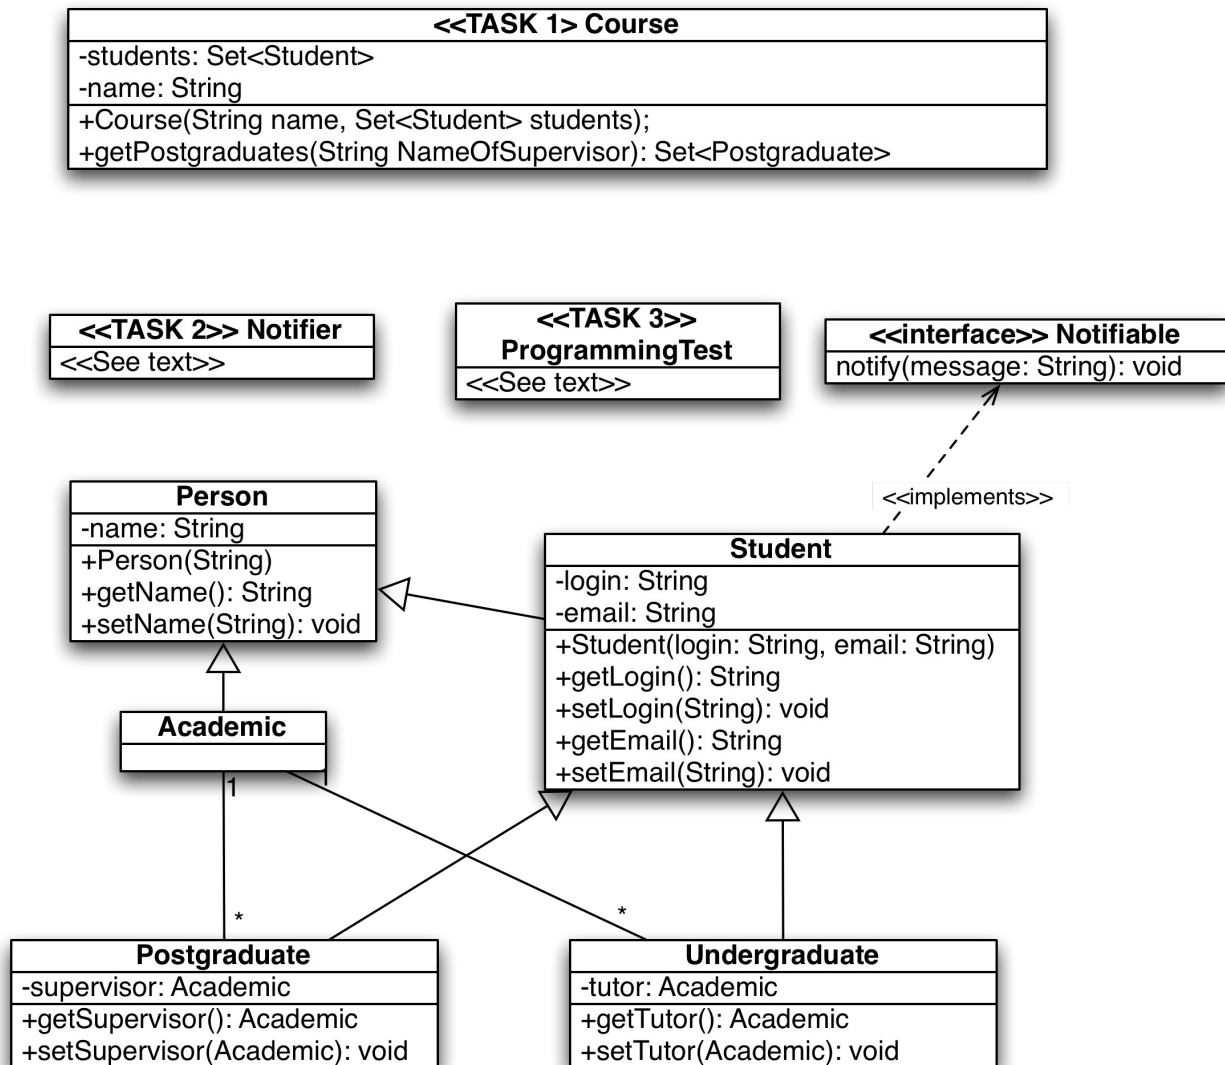 <<TASK 1> Course
-students: Set<Student>
-name: String
+Course(String name, Set<Student> students);
+getPostgraduates(String NameOfSupervisor): Set<Postgraduate>
<<TASK 2>> Notifier
<<See text>>
<<TASK 3>>
ProgrammingTest
<<See text>>
<<interface>> Notifiable
notify(message: String): void
<<implements>>
Person
-name: String
+Person(String)
+getName(): String
+setName(String): void
Student
-login: String
-email: String
+Student(login: String, email: String)
+getLogin(): String
+setLogin(String): void
+getEmail(): String
+setEmail(String): void
Academic
1
*
*
Postgraduate
-supervisor: Academic
+getSupervisor(): Academic
+setSupervisor(Academic): void
Undergraduate
-tutor: Academic
+getTutor(): Academic
+setTutor(Academic): void